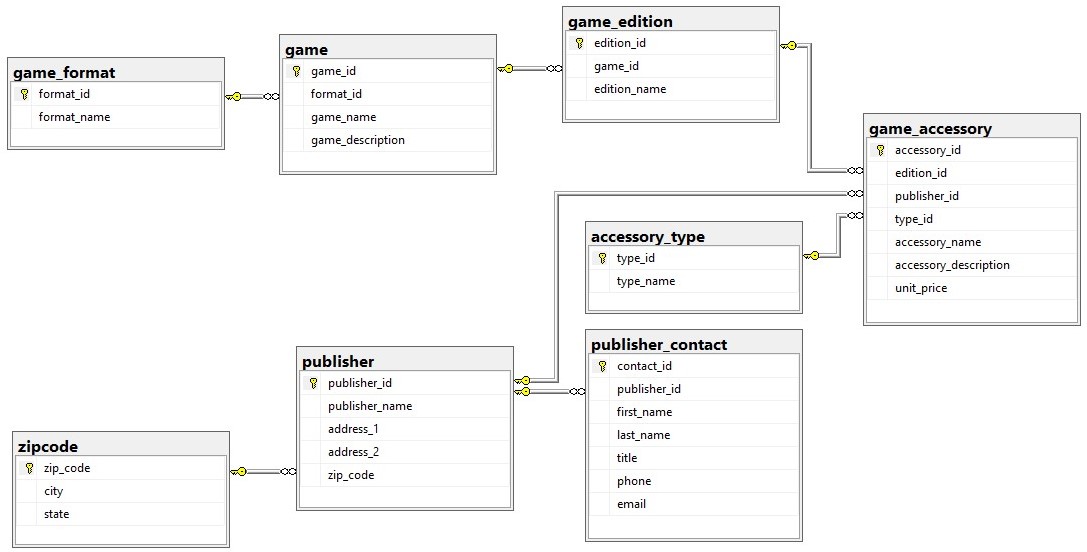 game_format
format_id
format_name
game
game_id
format_id
game_name
game_description
game_edition
edition_id
game_id
edition_name
game_accessory
accessory_id
edition_id
publisher_id
type_id
accessory_name
accessory_description
unit_price
accessory_type
type_id
type_name
publisher_contact
contact_id
publisher_id
first_name
last_name
title
phone
email
publisher
publisher_id
publisher_name
address_1
address_2
zip_code
zipcode
zip_code
city
state